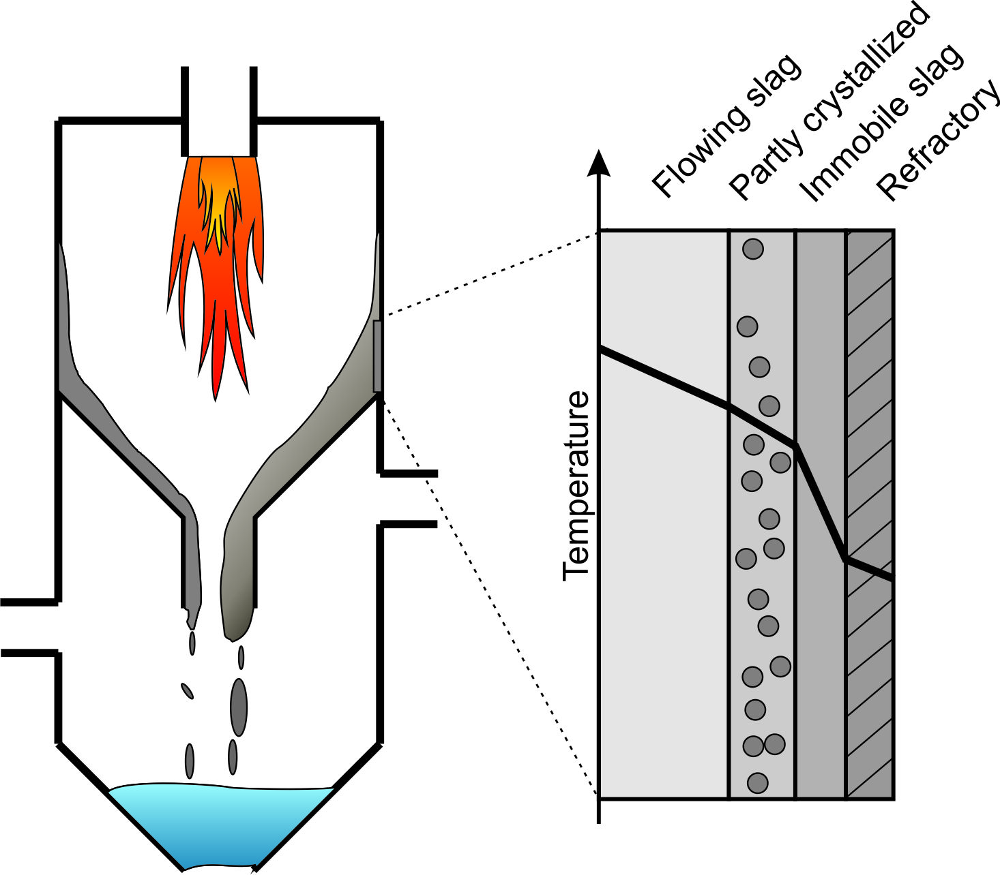 Flowing slag
Partly crystallized
Immobile slag
Refractory
Temperature